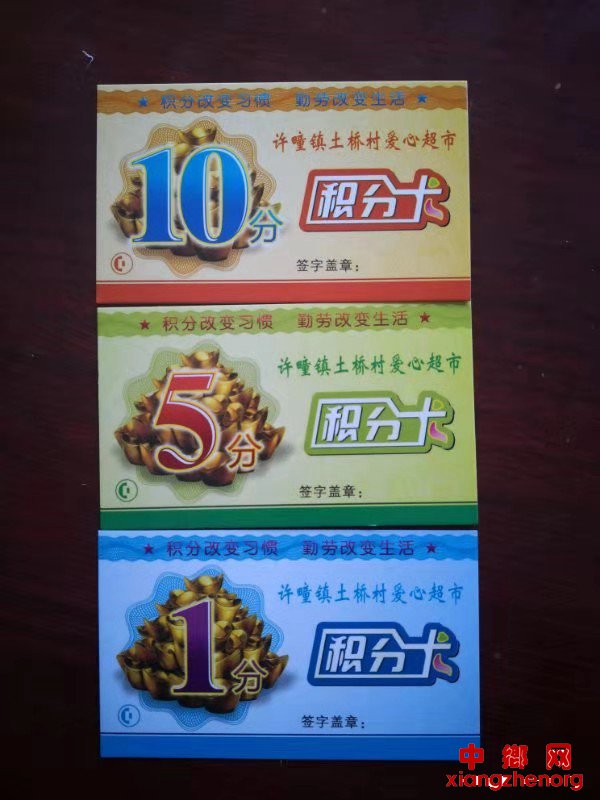 ★ 积分改变习惯 勤劳改变生活 ★
许疃镇土桥村爱心超市
10分
积分卡
签字盖章：
★ 积分改变习惯 勤劳改变生活 ★
许疃镇土桥村爱心超市
5分
积分卡
签字盖章：
★ 积分改变习惯 勤劳改变生活 ★
许疃镇土桥村爱心超市
1分
积分卡
签字盖章：
中鄉网
xiangzhenorg